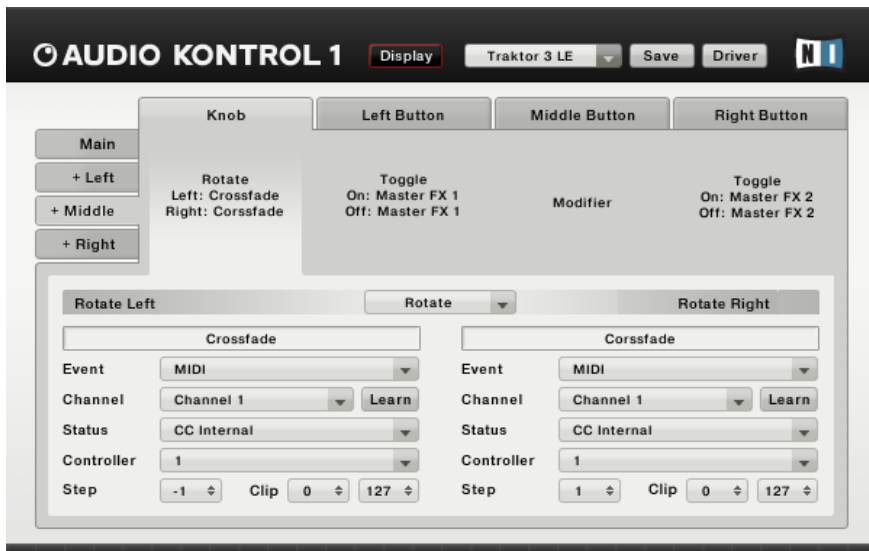 AUDIO KONTROL 1 Display Traktor 3 LE Save Driver NI
Knob Left Button Middle Button Right Button
Main
+ Left
+ Middle
+ Right
Rotate
Left: Crossfade
Right: Corssfade
Toggle
On: Master FX 1
Off: Master FX 1
Modifier
Toggle
On: Master FX 2
Off: Master FX 2
Rotate Left Rotate Rotate Right
Crossfade Corssfade
Event MIDI Event MIDI
Channel Channel 1 Learn Channel Channel 1 Learn
Status CC Internal Status CC Internal
Controller 1 Controller 1
Step -1 Clip 0 127 Step 1 Clip 0 127